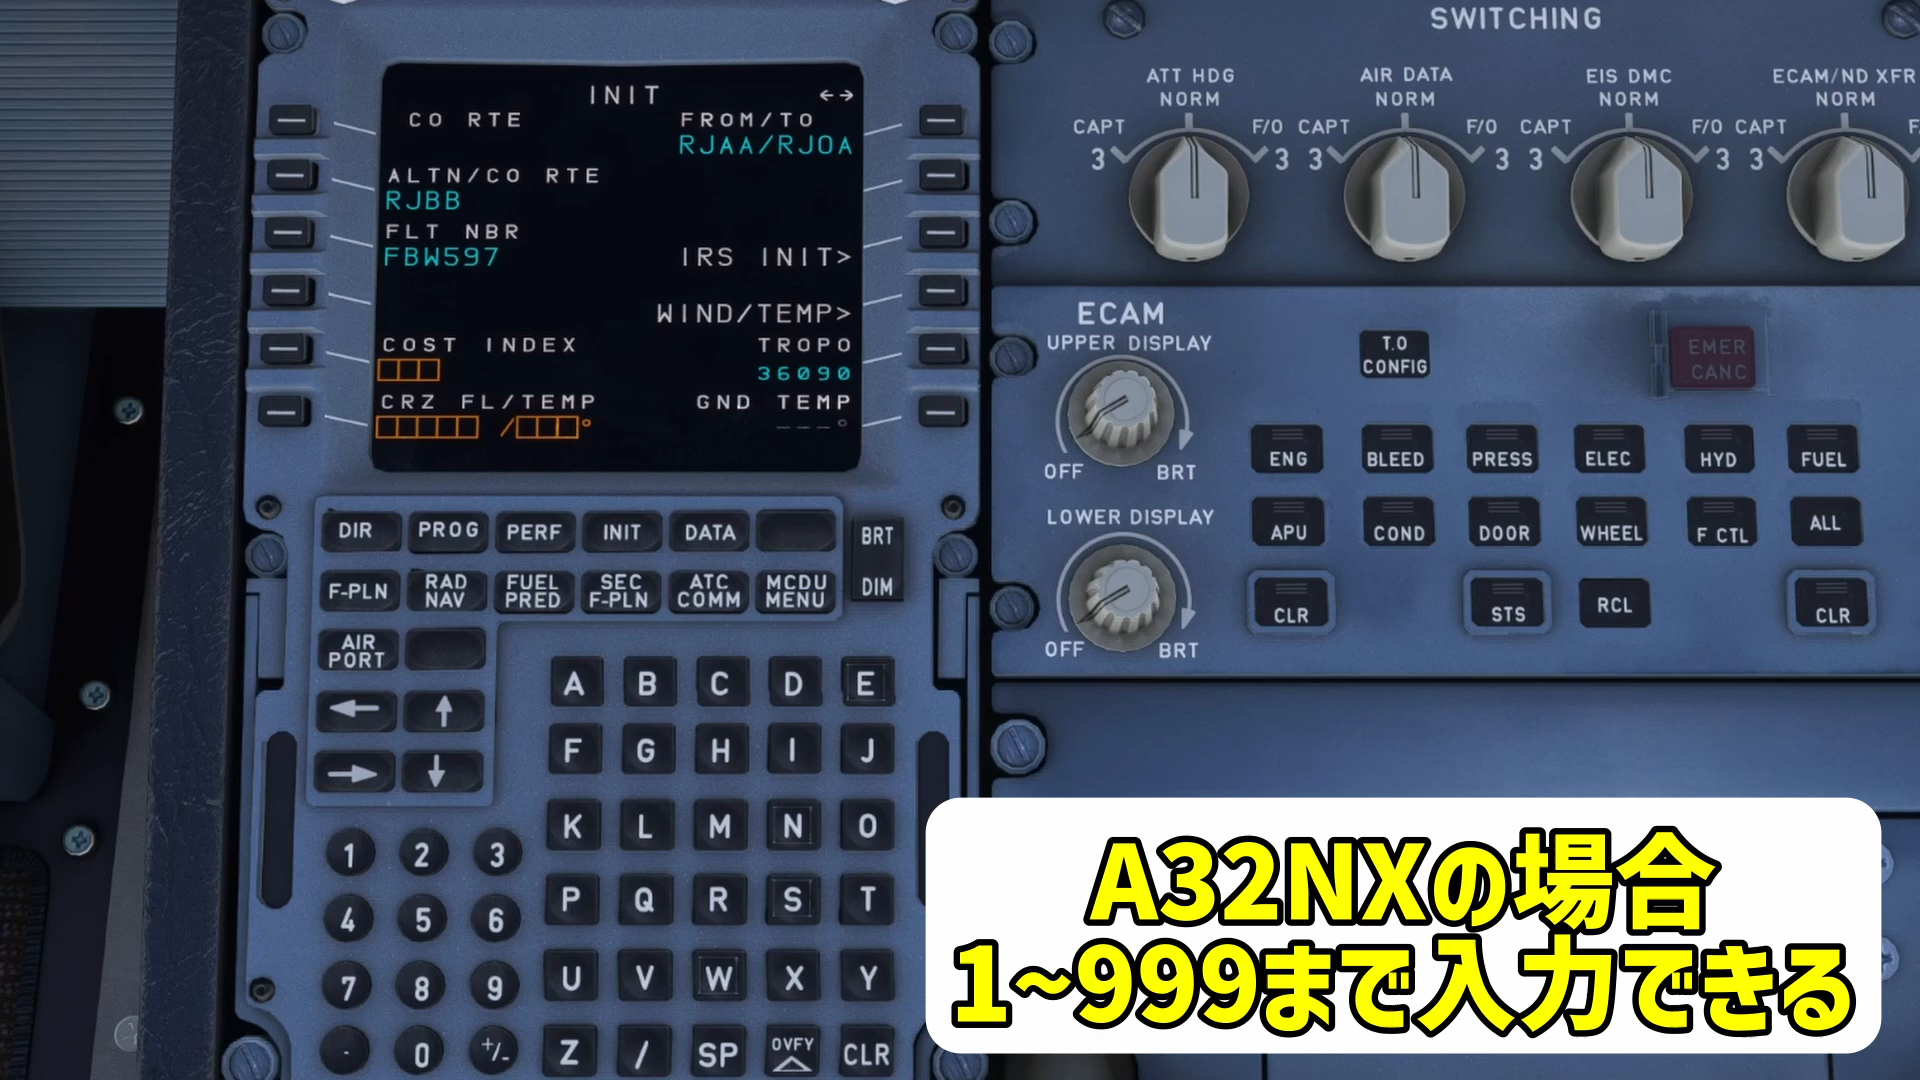 INIT ←→
CO RTE FROM/TO
RJAA/RJOA
ALTN/CO RTE
RJBB
FLT NBR
FBW597 IRS INIT>
WIND/TEMP>
COST INDEX TROPO
36090
CRZ FL/TEMP GND TEMP
/ ° ---°
DIR PROG PERF INIT DATA BRT
F-PLN RAD NAV FUEL PRED SEC F-PLN ATC COMM MCDU MENU DIM
AIR PORT
← ↑
→ ↓
A B C D E
F G H I J
K L M N O
P Q R S T
U V W X Y
Z / SP OVFY CLR
1 2 3
4 5 6
7 8 9
. 0 +/-
SWITCHING
ATT HDG AIR DATA EIS DMC ECAM/ND XFR
NORM NORM NORM NORM
CAPT F/O CAPT F/O CAPT F/O CAPT
3 3 3 3 3 3 3
ECAM
UPPER DISPLAY
OFF BRT
LOWER DISPLAY
OFF BRT
T.O
CONFIG
EMER
CANC
ENG BLEED PRESS ELEC HYD FUEL
APU COND DOOR WHEEL F CTL ALL
CLR STS RCL CLR
A32NXの場合
1~999まで入力できる